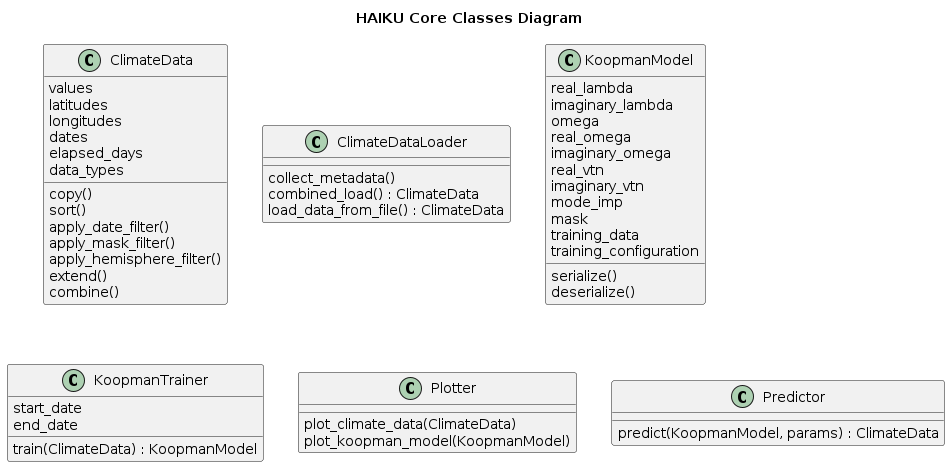 HAIKU Core Classes Diagram
C ClimateData
values
latitudes
longitudes
dates
elapsed_days
data_types
copy()
sort()
apply_date_filter()
apply_mask_filter()
apply_hemisphere_filter()
extend()
combine()
C ClimateDataLoader
collect_metadata()
combined_load() : ClimateData
load_data_from_file() : ClimateData
C KoopmanModel
real_lambda
imaginary_lambda
omega
real_omega
imaginary_omega
real_vtn
imaginary_vtn
mode_imp
mask
training_data
training_configuration
serialize()
deserialize()
C KoopmanTrainer
start_date
end_date
train(ClimateData) : KoopmanModel
C Plotter
plot_climate_data(ClimateData)
plot_koopman_model(KoopmanModel)
C Predictor
predict(KoopmanModel, params) : ClimateData